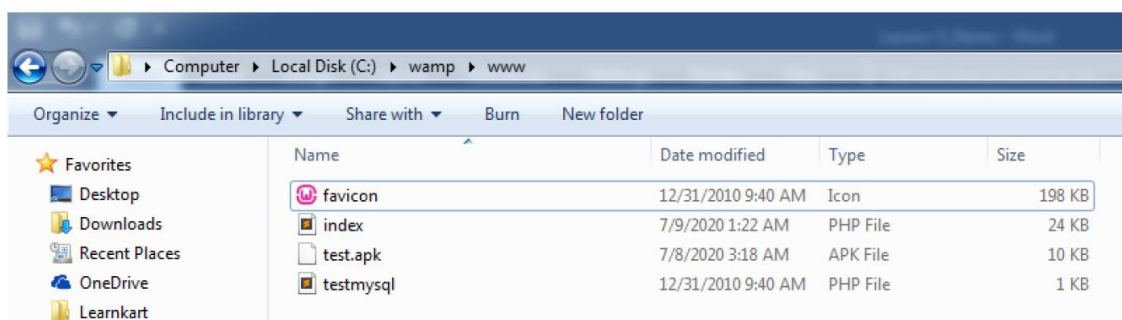 Computer Local Disk (C:) wamp www
Organize Include in library Share with Burn New folder
Favorites
Desktop
Downloads
Recent Places
OneDrive
Learnkart
Name Date modified Type Size
favicon 12/31/2010 9:40 AM Icon 198 KB
index 7/9/2020 1:22 AM PHP File 24 KB
test.apk 7/8/2020 3:18 AM APK File 10 KB
testmysql 12/31/2010 9:40 AM PHP File 1 KB